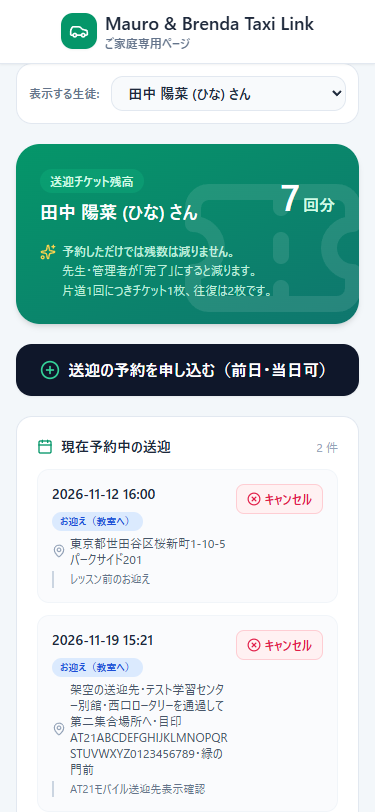 Mauro & Brenda Taxi Link
ご家庭専用ページ
表示する生徒:
田中 陽菜 (ひな) さん
送迎チケット残高
田中 陽菜 (ひな) さん
7 回分
予約しただけでは残数は減りません。
先生・管理者が「完了」にすると減ります。
片道1回につきチケット1枚、往復は2枚です。
送迎の予約を申し込む（前日・当日可）
現在予約中の送迎
2 件
2026-11-12 16:00
キャンセル
お迎え（教室へ）
東京都世田谷区桜新町1-10-5
パークサイド201
レッスン前のお迎え
2026-11-19 15:21
キャンセル
お迎え（教室へ）
架空の送迎先・テスト学習センタ
ー別館・西口ロータリーを通過して
第二集合場所へ・目印
AT21ABCDEFGHIJKLMNOPQR
STUVWXYZ0123456789・緑の
門前
AT21モバイル送迎先表示確認